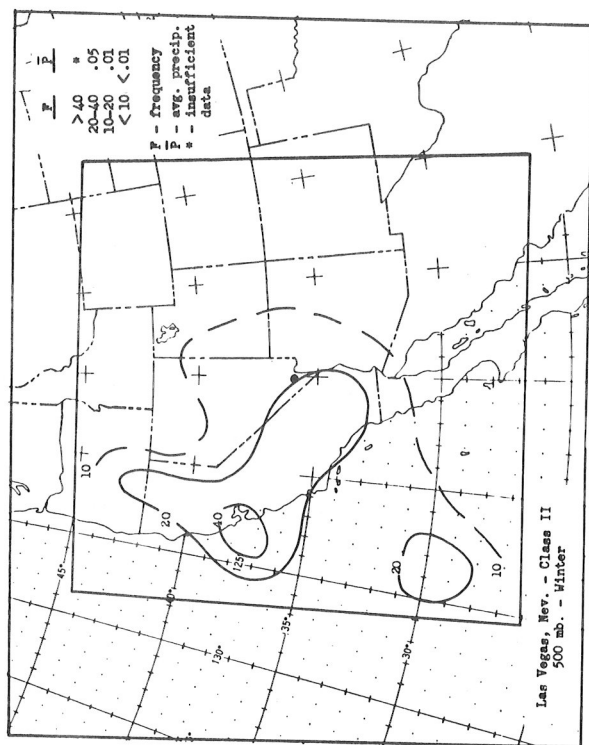 F P
>40 *
20-40 .05
10-20 .01
<10 <.01
F - frequency
P - avg. precip.
* - insufficient
data
45°
40°
130°
35°
125
30°
10
20
40
20
10
Las Vegas, Nev. - Class II
500 mb. - Winter